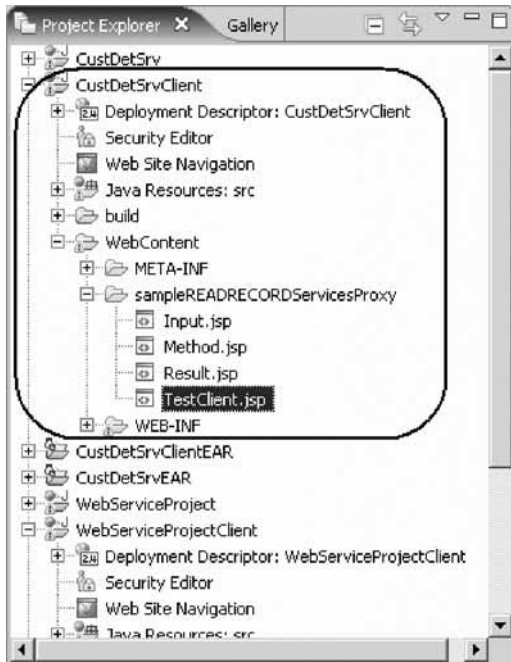 Project Explorer Gallery
CustDetSrv
CustDetSrvClient
Deployment Descriptor: CustDetSrvClient
Security Editor
Web Site Navigation
Java Resources: src
build
WebContent
META-INF
sampleREADRECORDServicesProxy
Input.jsp
Method.jsp
Result.jsp
TestClient.jsp
WEB-INF
CustDetSrvClientEAR
CustDetSrvEAR
WebServiceProject
WebServiceProjectClient
Deployment Descriptor: WebServiceProjectClient
Security Editor
Web Site Navigation
Java Resources: src